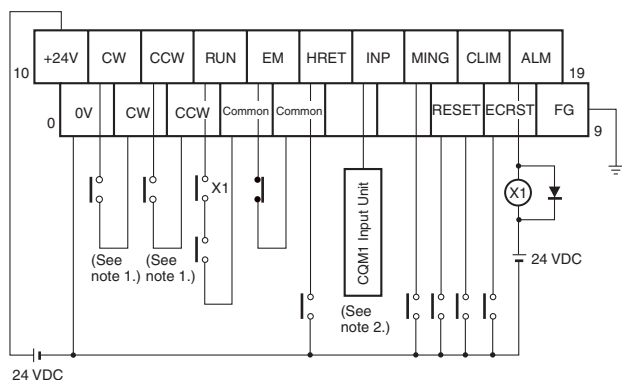 10 +24V CW CCW RUN EM HRET INP MING CLIM ALM 19
0 0V CW CCW Common Common RESET ECRST FG 9
X1
X1
CQM1 Input Unit
24 VDC
(See
note 1.)
(See
note 1.)
(See
note 2.)
24 VDC